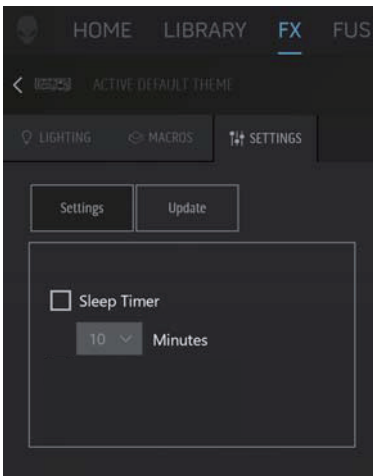 HOME LIBRARY FX FUS
ACTIVE DEFAULT THEME
LIGHTING MACROS SETTINGS
Settings Update
Sleep Timer
10 Minutes